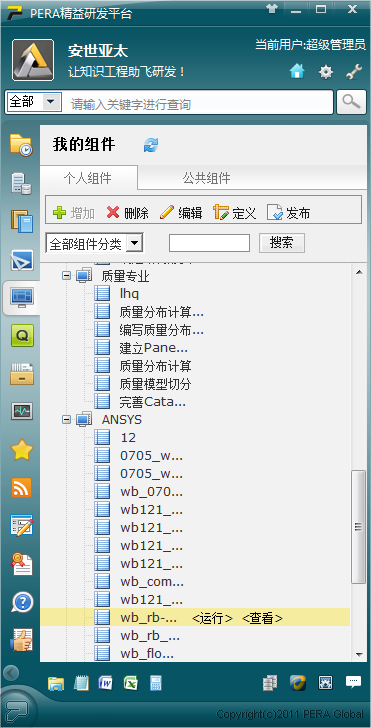 PERA精益研发平台
安世亚太
当前用户:超级管理员
让知识工程助飞研发！
全部 请输入关键字进行查询
我的组件
个人组件 公共组件
增加 删除 编辑 定义 发布
全部组件分类 搜索
质量专业
lhq
质量分布计算...
编写质量分布...
建立Pane...
质量分布计算
质量模型切分
完善Cata...
ANSYS
12
0705_w...
0705_w...
wb_070...
wb121_...
wb121_...
wb121_...
wb121_...
wb_com...
wb121_...
wb_rb-... <运行> <查看>
wb_rb_...
wb_flo...
Copyright(c)2011 PERA Global